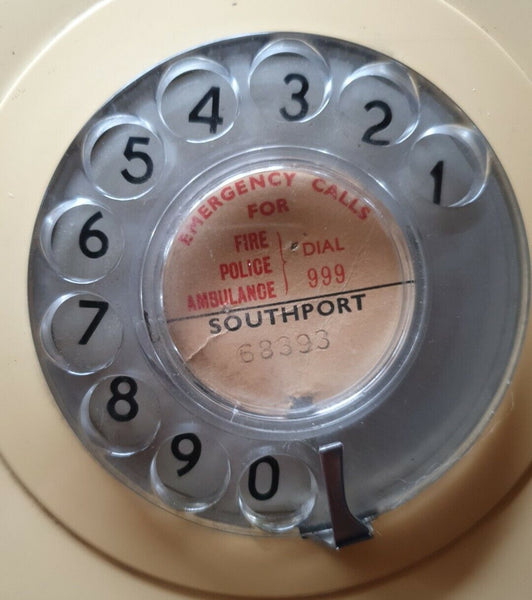 1
2
3
4
5
6
7
8
9
0
EMERGENCY CALLS
FOR
FIRE
POLICE
AMBULANCE
DIAL
999
SOUTHPORT
68393